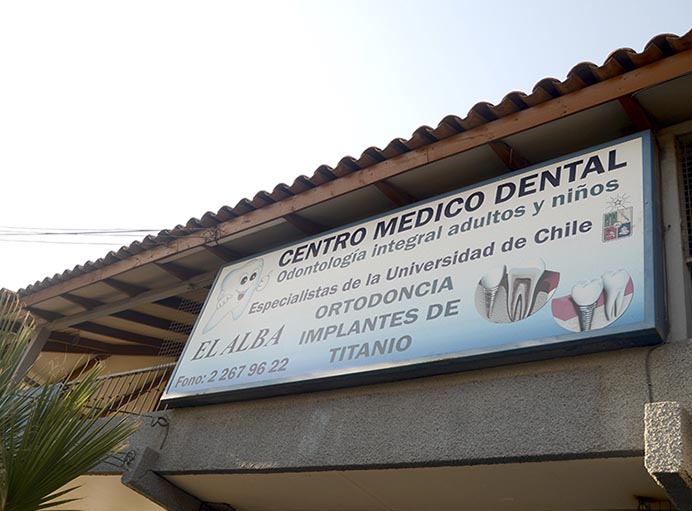 CENTRO MEDICO DENTAL
Odontología integral adultos y niños
Especialistas de la Universidad de Chile
EL ALBA
Fono: 2 267 96 22
ORTODONCIA
IMPLANTES DE
TITANIO